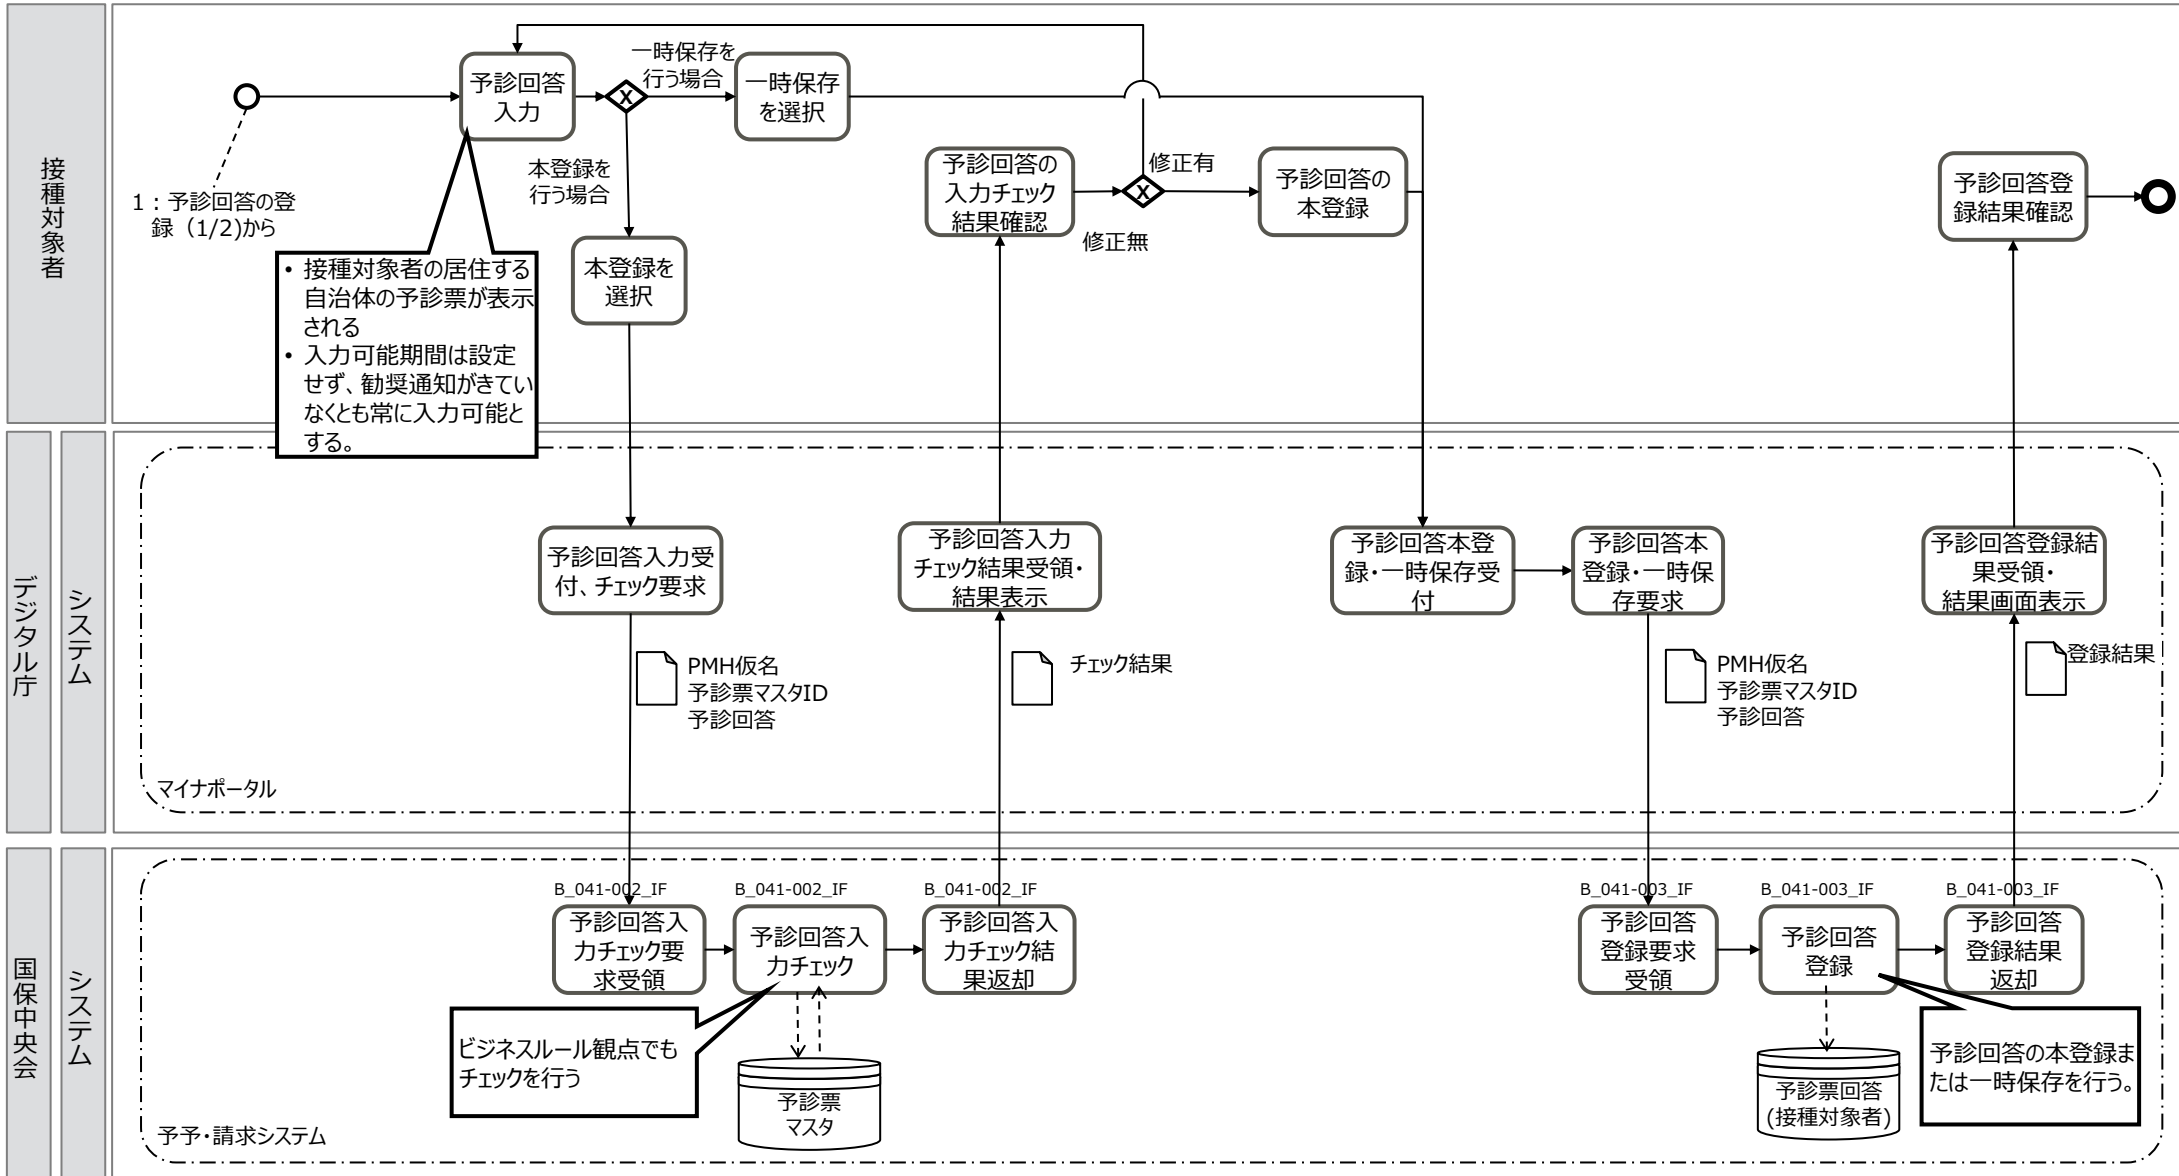 接種対象者
予診回答
入力
X
一時保存を
行う場合
一時保存
を選択
1：予診回答の登
録（1/2)から
本登録を
行う場合
本登録を
選択
• 接種対象者の居住する
自治体の予診票が表示
される
• 入力可能期間は設定
せず、勧奨通知がきてい
なくとも常に入力可能と
する。
予診回答の
入力チェック
結果確認
X
修正有
修正無
予診回答の
本登録
予診回答登
録結果確認
デジタル庁
システム
予診回答入力受
付、チェック要求
予診回答入力
チェック結果受領・
結果表示
予診回答本登
録・一時保存受
付
予診回答本
登録・一時保
存要求
予診回答登録結
果受領・
結果画面表示
PMH仮名
予診票マスタID
予診回答
チェック結果
PMH仮名
予診票マスタID
予診回答
登録結果
マイナポータル
国保中央会
システム
B_041-002_IF
予診回答入
力チェック要
求受領
B_041-002_IF
予診回答入
力チェック
B_041-002_IF
予診回答入
力チェック結
果返却
B_041-003_IF
予診回答
登録要求
受領
B_041-003_IF
予診回答
登録
B_041-003_IF
予診回答
登録結果
返却
ビジネスルール観点でも
チェックを行う
予診票
マスタ
予診票回答
(接種対象者)
予診回答の本登録ま
たは一時保存を行う。
予予・請求システム